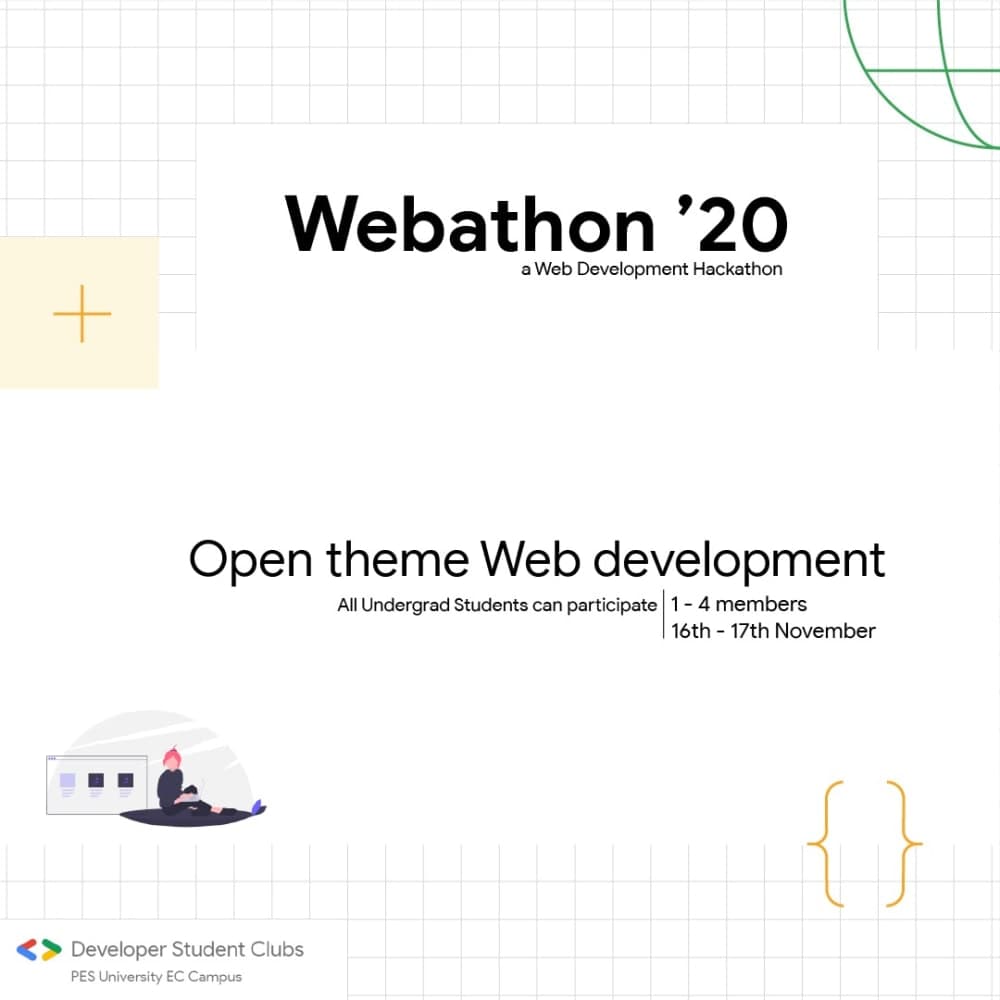 Webathon ’20
a Web Development Hackathon
Open theme Web development
All Undergrad Students can participate
1 - 4 members
16th - 17th November
Developer Student Clubs
PES University EC Campus